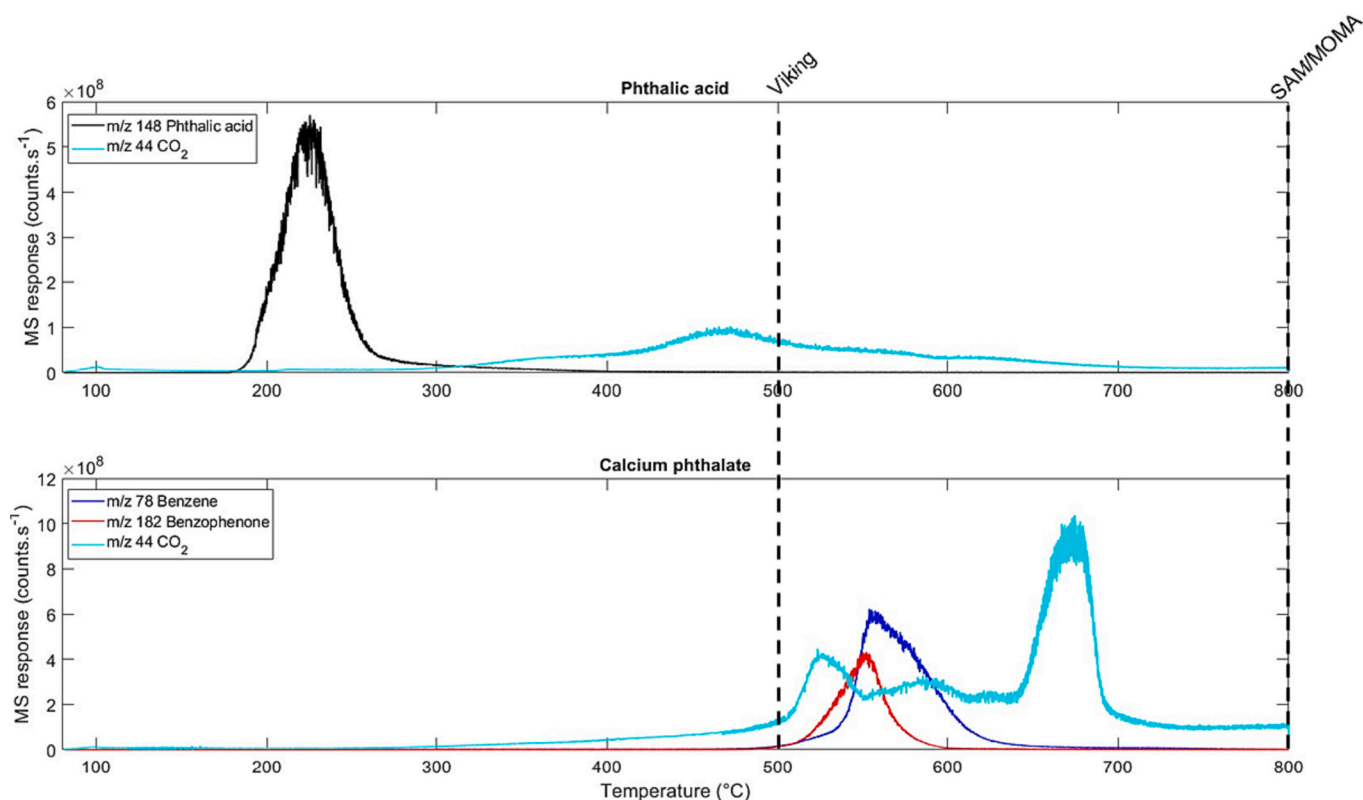 Viking
SAM/MOMA
×10⁸
Phthalic acid
6
5
4
3
2
1
0
MS response (counts.s⁻¹)
m/z 148 Phthalic acid
m/z 44 CO₂
100 200 300 400 500 600 700 800
×10⁸
Calcium phthalate
12
10
8
6
4
2
0
MS response (counts.s⁻¹)
m/z 78 Benzene
m/z 182 Benzophenone
m/z 44 CO₂
100 200 300 400 500 600 700 800
Temperature (°C)